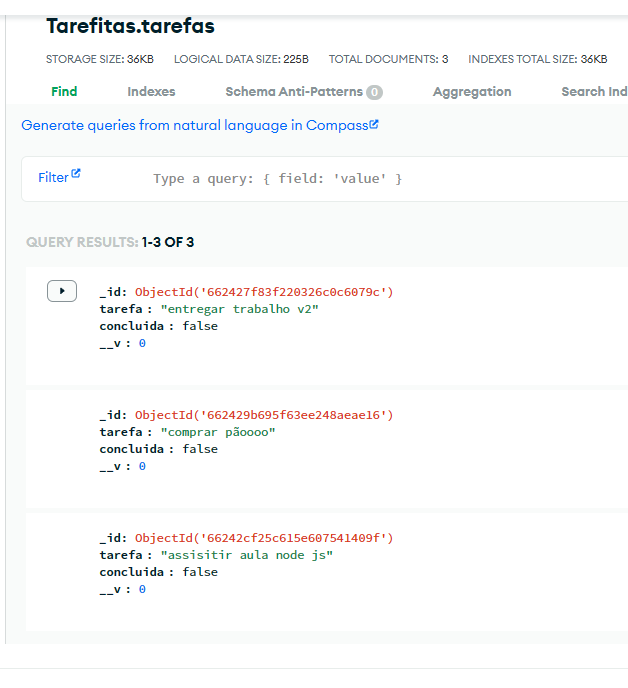 Tarefitas.tarefas
STORAGE SIZE: 36KB LOGICAL DATA SIZE: 225B TOTAL DOCUMENTS: 3 INDEXES TOTAL SIZE: 36KB
Find Indexes Schema Anti-Patterns 0 Aggregation Search Ind
Generate queries from natural language in Compass
Filter Type a query: { field: 'value' }
QUERY RESULTS: 1-3 OF 3
_id: ObjectId('662427f83f220326c0c6079c')
tarefa : "entregar trabalho v2"
concluida : false
__v : 0
_id: ObjectId('662429b695f63ee248aeae16')
tarefa : "comprar pãoooo"
concluida : false
__v : 0
_id: ObjectId('66242cf25c615e607541409f')
tarefa : "assisitir aula node js"
concluida : false
__v : 0